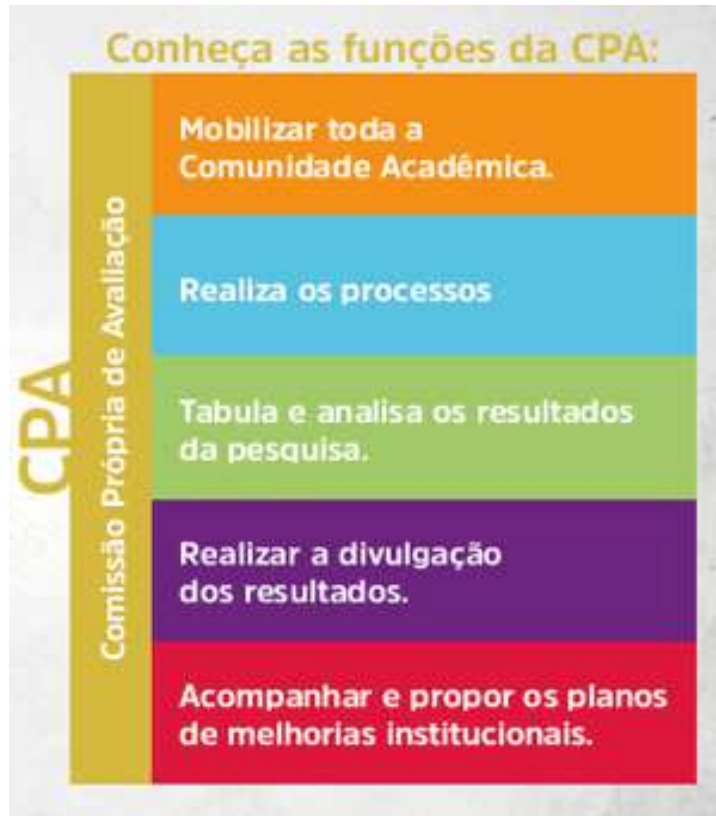 Conheça as funções da CPA:
CPA
Comissão Própria de Avaliação
Mobilizar toda a
Comunidade Acadêmica.
Realiza os processos
Tabula e analisa os resultados
da pesquisa.
Realizar a divulgação
dos resultados.
Acompanhar e propor os planos
de melhorias institucionais.